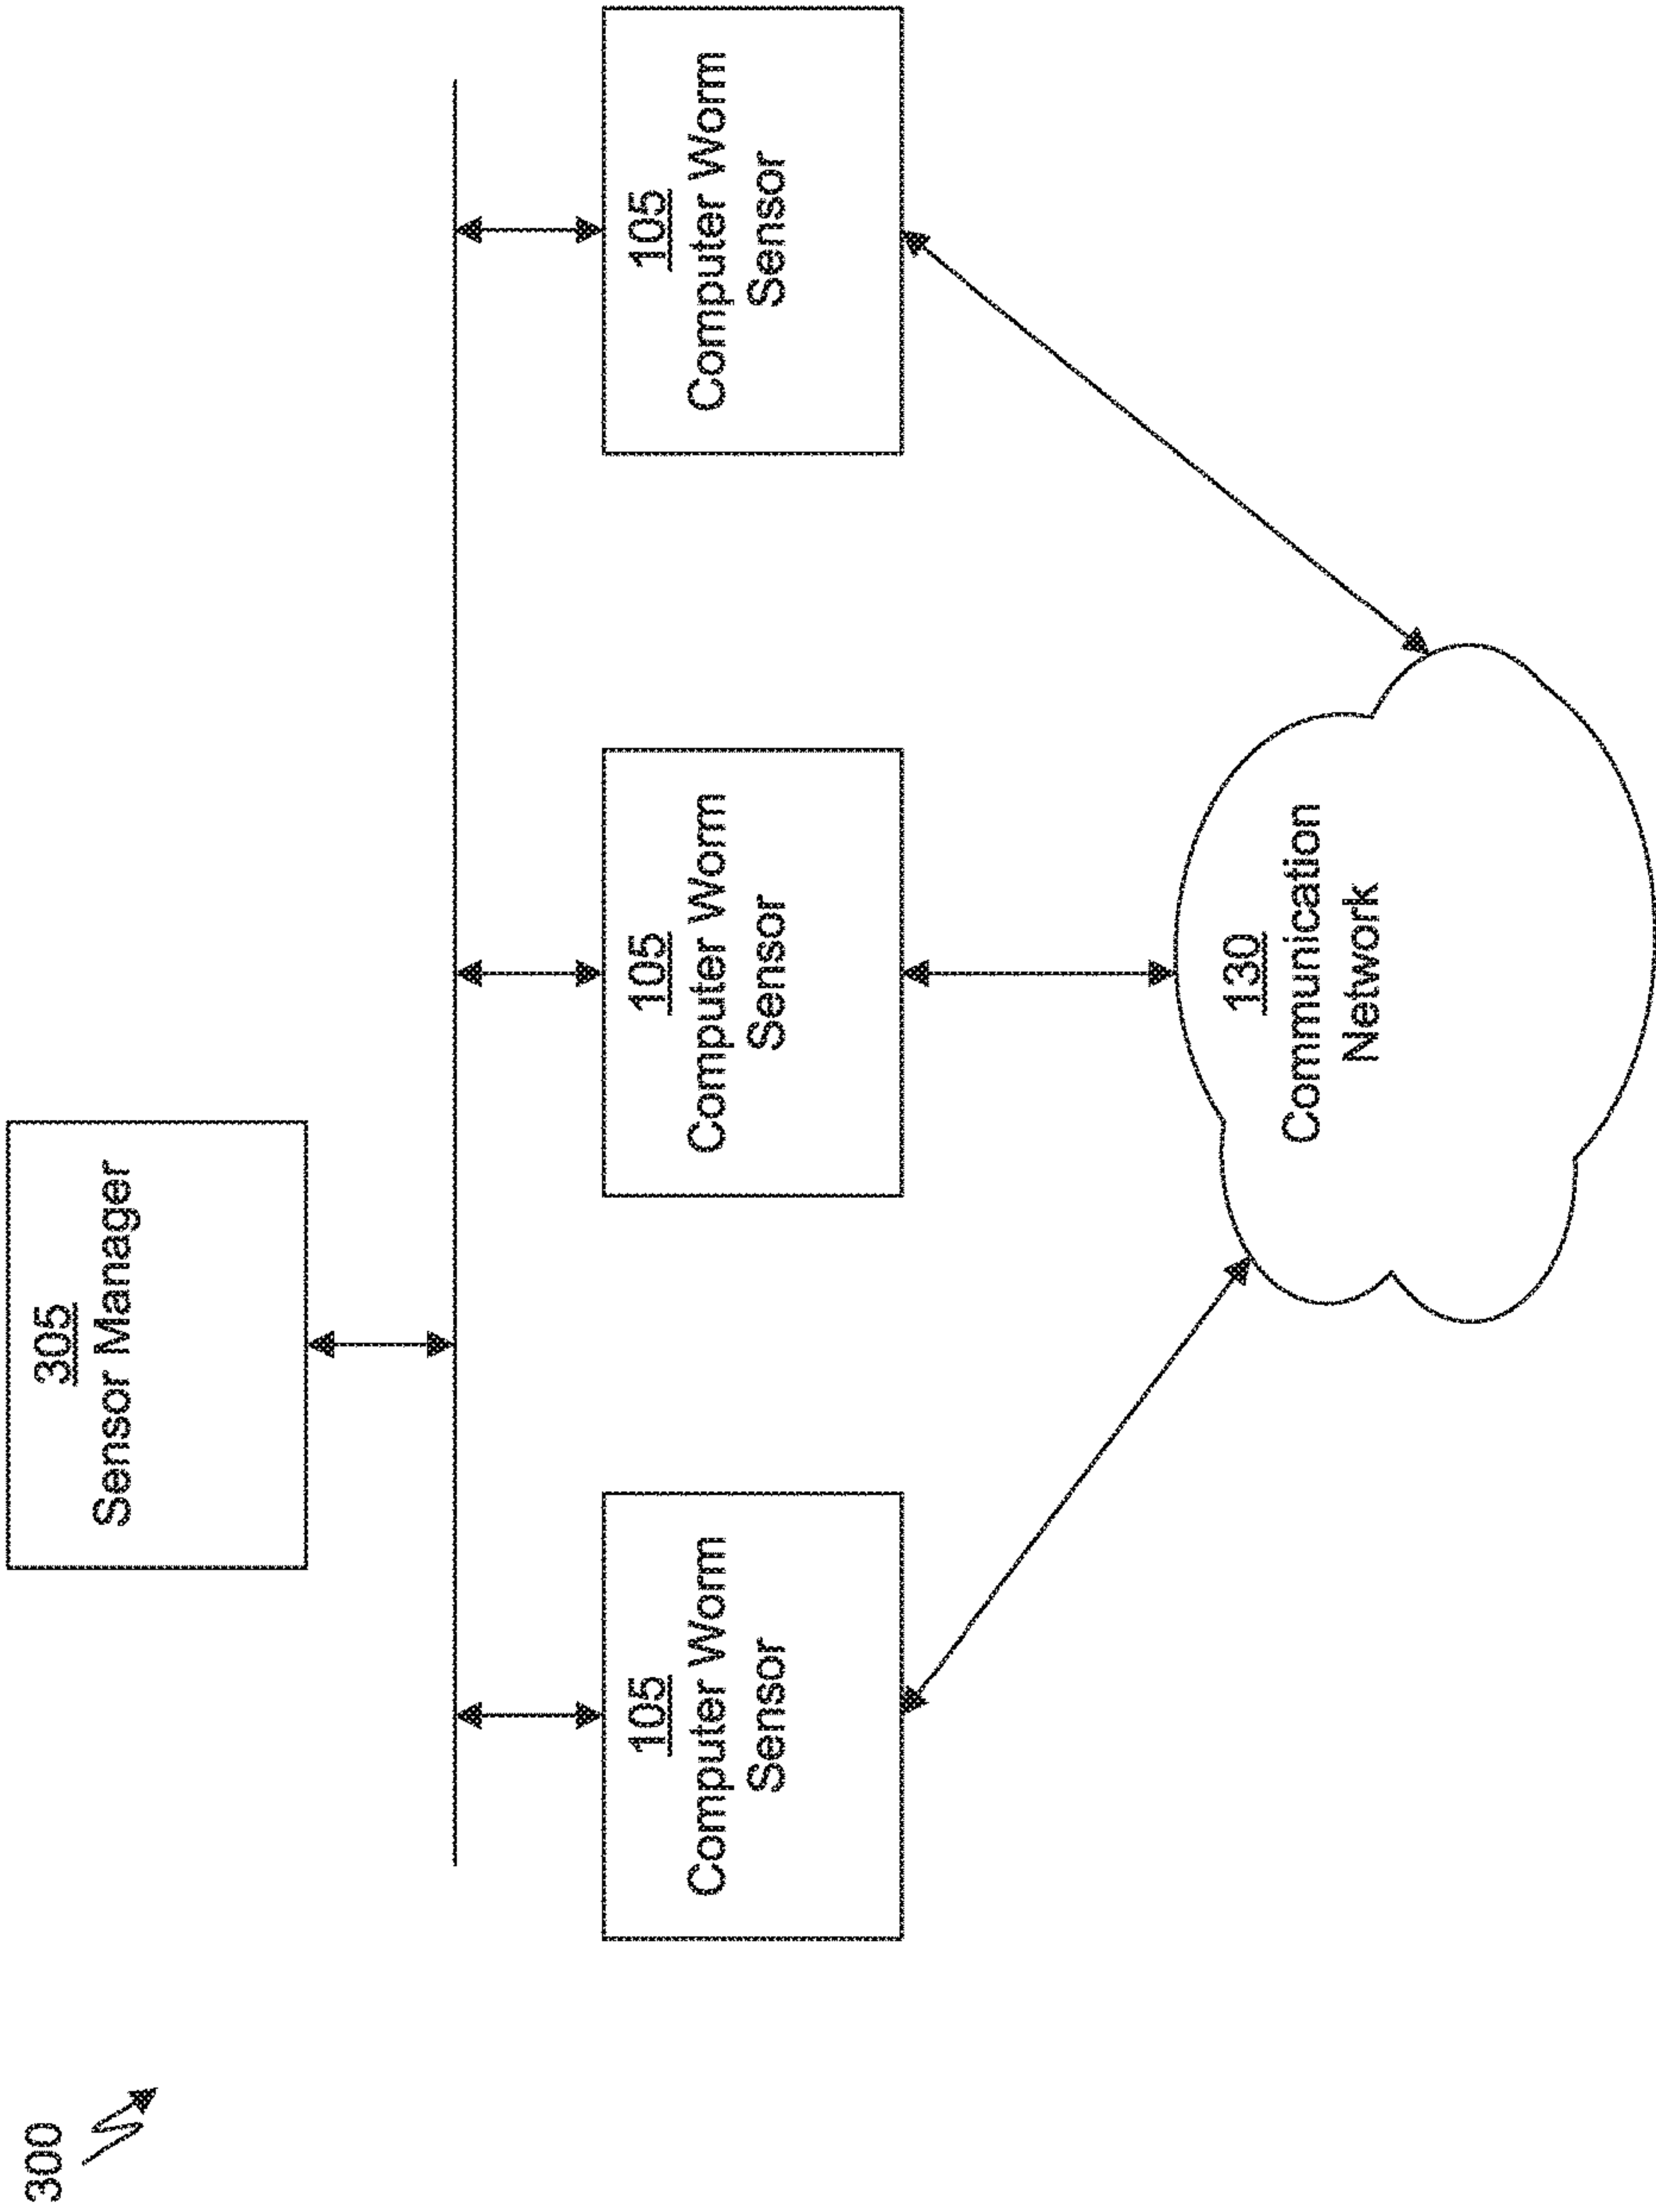 300
305
Sensor Manager
105
Computer Worm
Sensor
105
Computer Worm
Sensor
105
Computer Worm
Sensor
130
Communication
Network